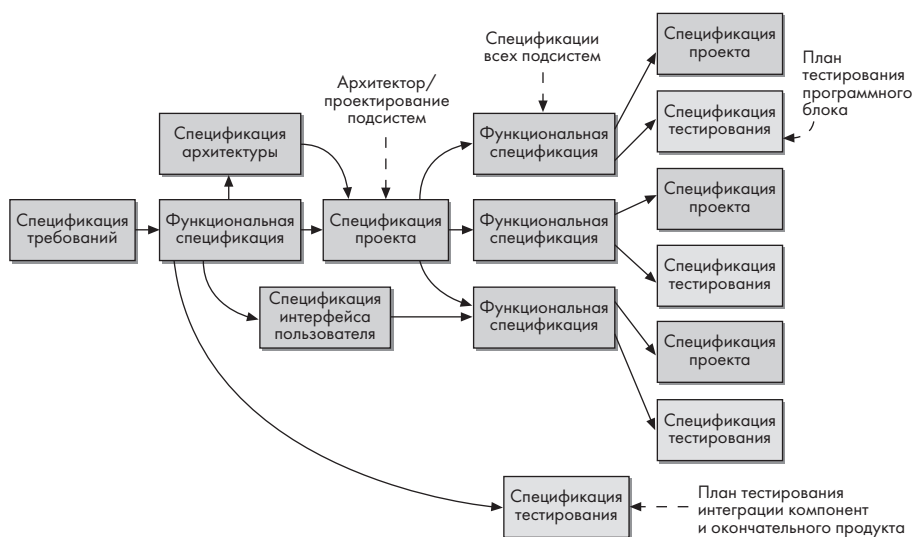 Спецификации
всех подсистем
Спецификация
проекта
План
тестирования
программного
блока
Архитектор/
проектирование
подсистем
Спецификация
архитектуры
Функциональная
спецификация
Спецификация
тестирования
Спецификация
требований
Функциональная
спецификация
Спецификация
проекта
Функциональная
спецификация
Спецификация
проекта
Спецификация
тестирования
Спецификация
интерфейса
пользователя
Функциональная
спецификация
Спецификация
проекта
Спецификация
тестирования
Спецификация
тестирования
План тестирования
интеграции компонент
и окончательного продукта